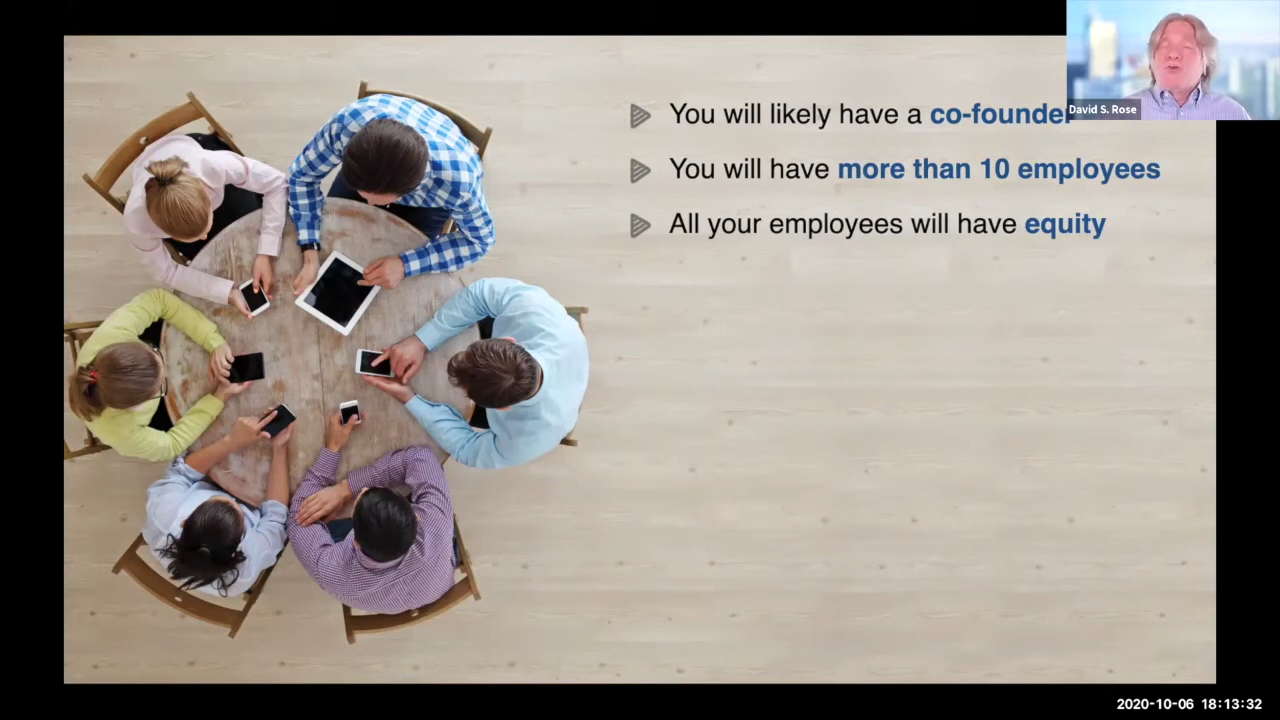 You will likely have a co-founder
David S. Rose
You will have more than 10 employees
All your employees will have equity
2020-10-06 18:13:32